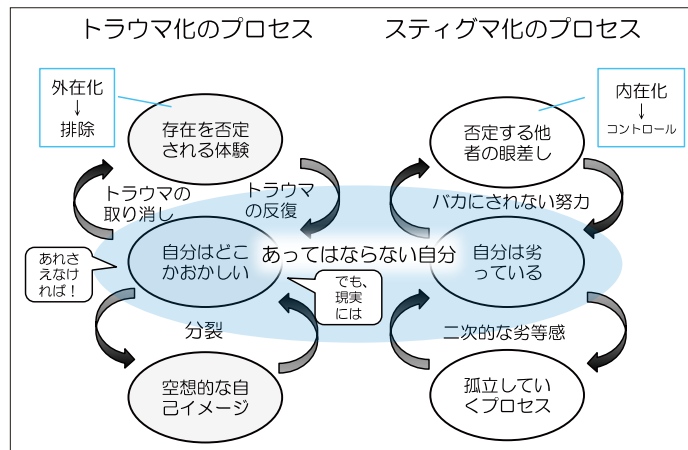 トラウマ化のプロセス
スティグマ化のプロセス
外在化
↓
排除
存在を否定
される体験
トラウマの
取り消し
トラウマ
の反復
あれさ
えなけ
れば!
自分はどこ
かおかしい
でも、
現実
には
分裂
空想的な自
己イメージ
あってはならない自分
内在化
↓
コントロール
否定する他
者の眼差し
バカにされない努力
自分は劣
っている
二次的な劣等感
孤立してい
くプロセス